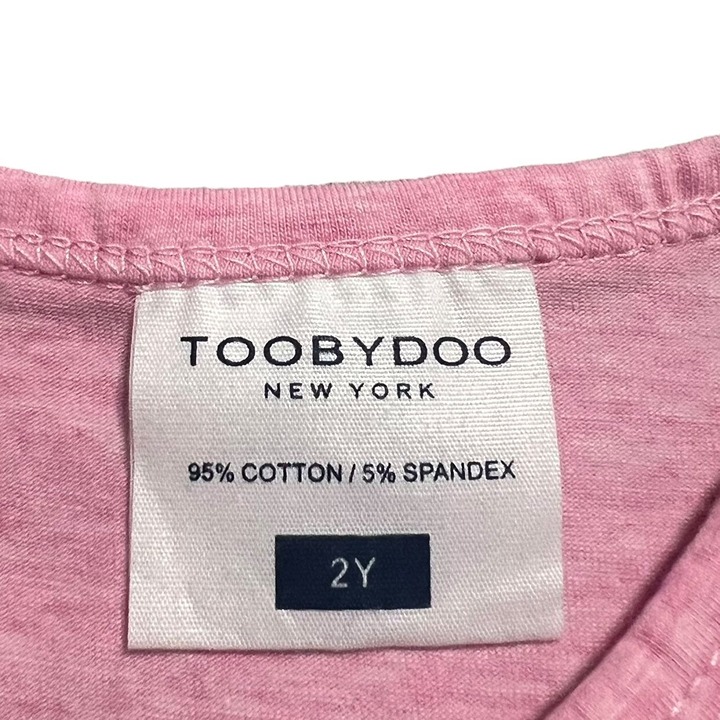 TOOBYDOO
NEW YORK
95% COTTON / 5% SPANDEX
2Y